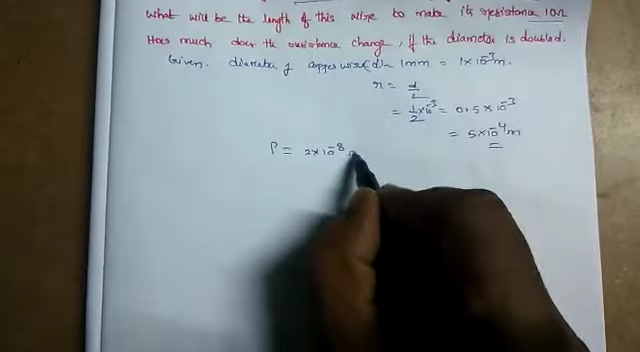 What will be the length of this wire to make its resistance 10Ω
How much does the resistance change, if the diameter is doubled.
Given. diameter of copper wire (d) = 1mm = 1×10⁻³m.
r = d/2
= 1/2 × 10⁻³ = 0.5×10⁻³
= 5×10⁻⁴m
ρ = 2×10⁻⁸